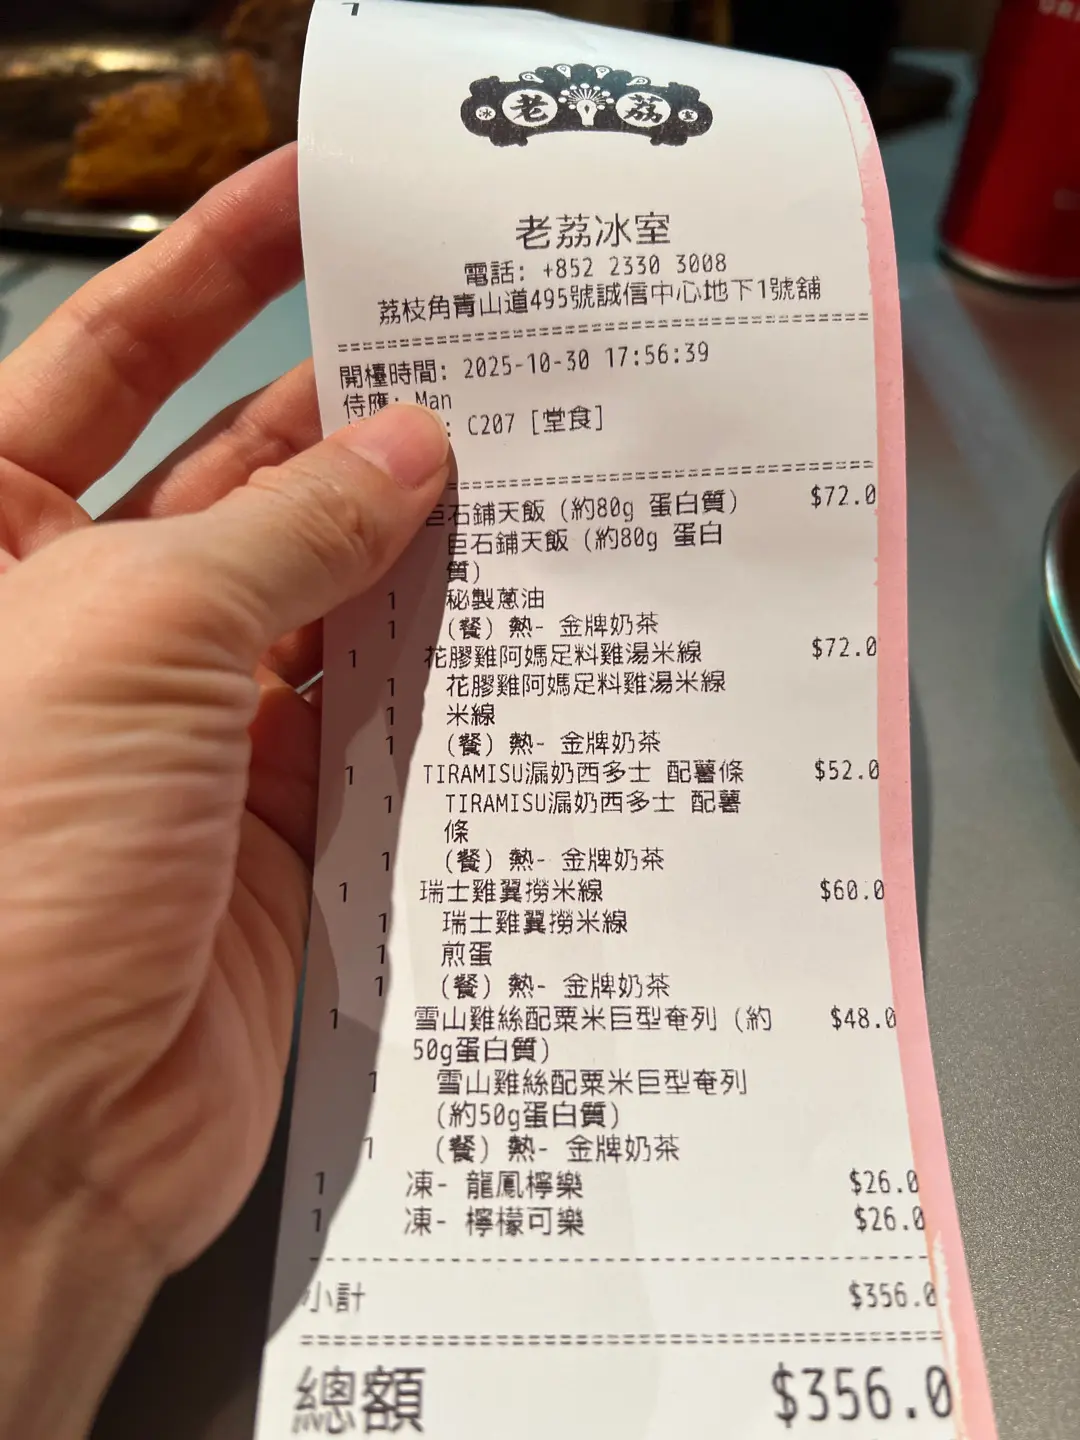 1
冰 老 荔 室
老荔冰室
電話: +852 2330 3008
荔枝角青山道495號誠信中心地下1號舖
開檯時間: 2025-10-30 17:56:39
侍應: Man
: C207 [堂食]
巨石鋪天飯 (約80g 蛋白質) $72.0
巨石鋪天飯 (約80g 蛋白
質)
1 秘製蔥油
1 (餐) 熱- 金牌奶茶
1 花膠雞阿媽足料雞湯米線 $72.0
1 花膠雞阿媽足料雞湯米線
1 米線
1 (餐) 熱- 金牌奶茶
1 TIRAMISU漏奶西多士 配薯條 $52.0
1 TIRAMISU漏奶西多士 配薯
條
1 (餐) 熱- 金牌奶茶
1 瑞士雞翼撈米線 $60.0
1 瑞士雞翼撈米線
1 煎蛋
1 (餐) 熱- 金牌奶茶
1 雪山雞絲配粟米巨型奄列 (約 $48.0
50g蛋白質)
1 雪山雞絲配粟米巨型奄列
(約50g蛋白質)
1 (餐) 熱- 金牌奶茶
1 凍- 龍鳳檸樂 $26.0
1 凍- 檸檬可樂 $26.0
小計 $356.0
總額 $356.0